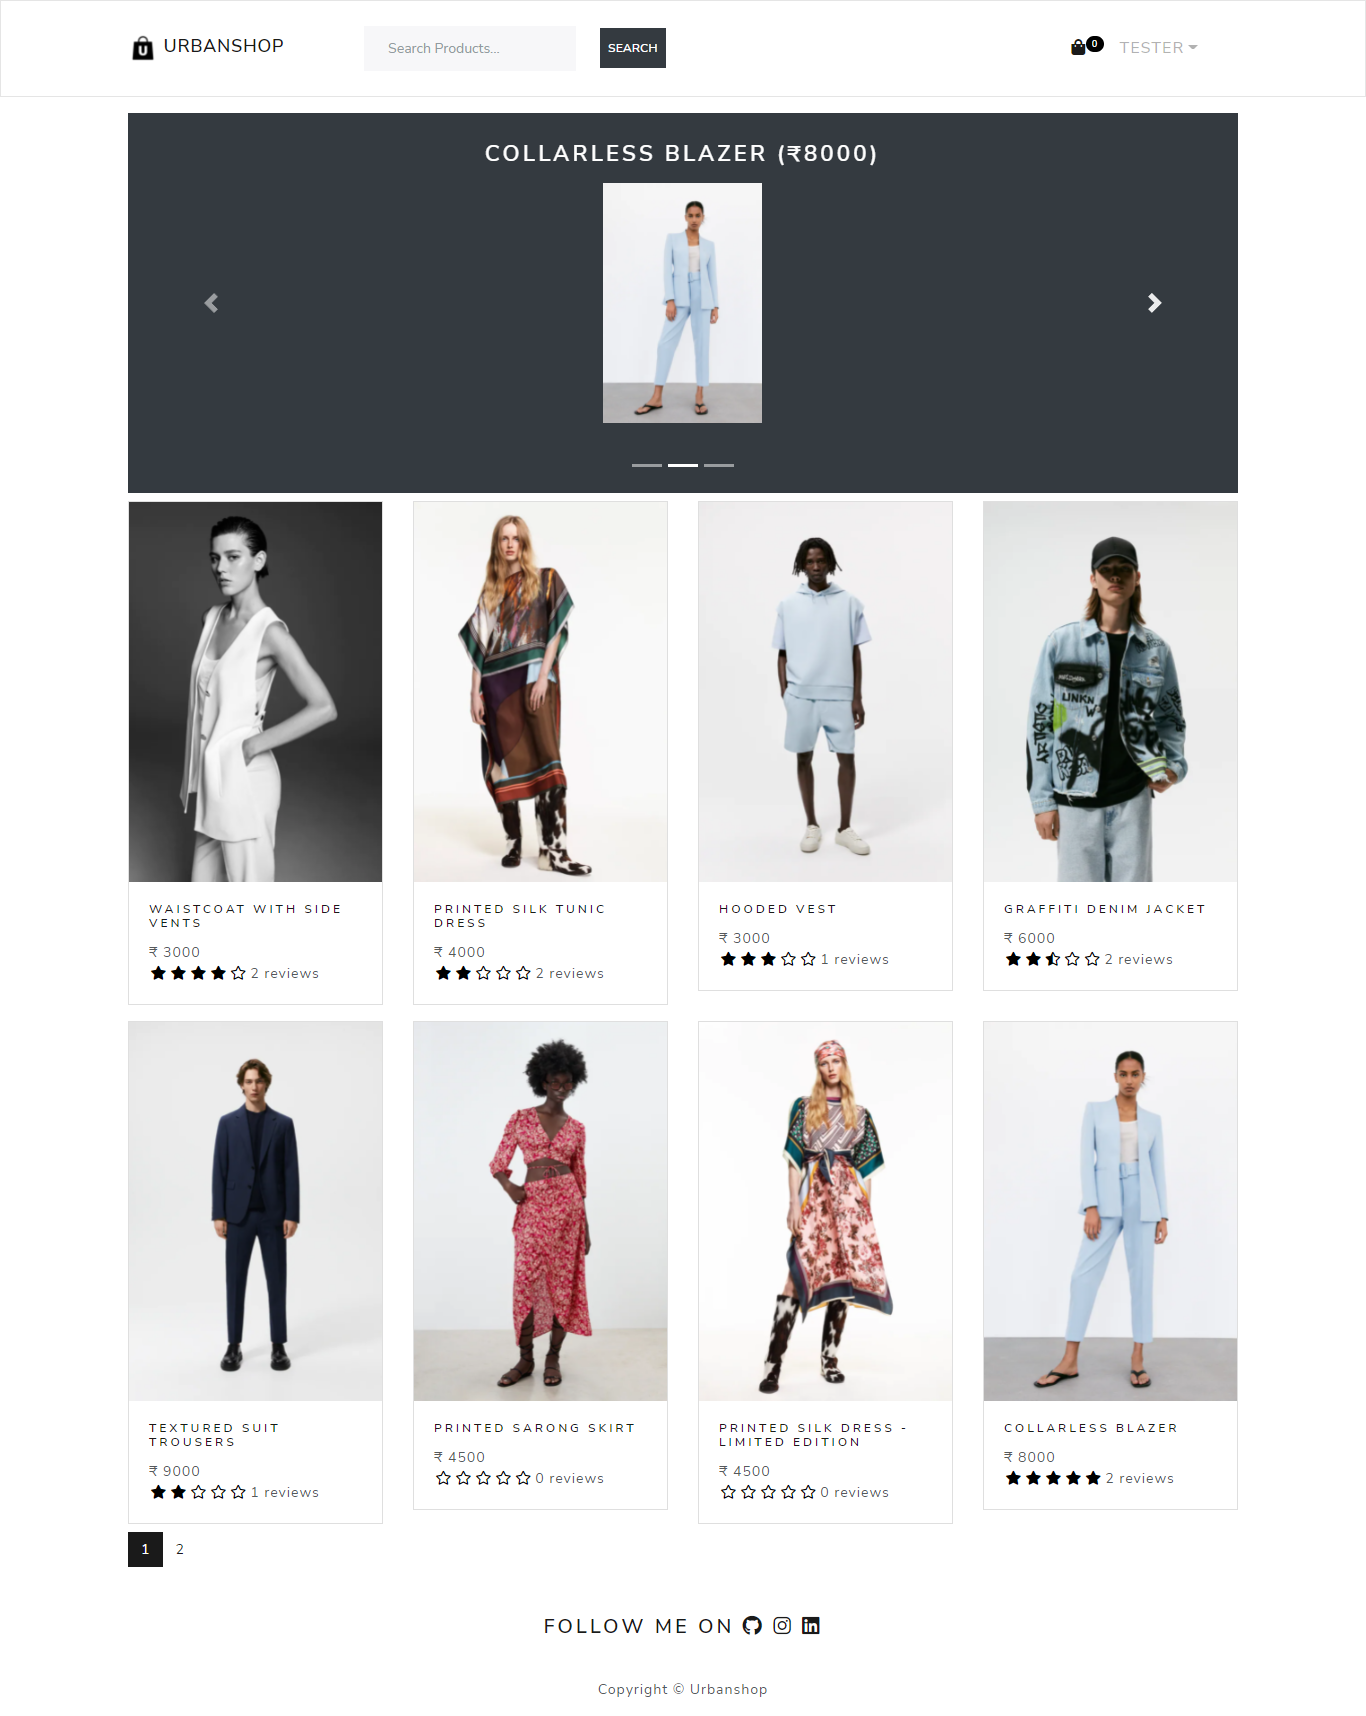 URBANSHOP
Search Products...
SEARCH
0
TESTER
COLLARLESS BLAZER (₹8000)
LINKN
WAISTCOAT WITH SIDE
VENTS
₹ 3000
2 reviews
PRINTED SILK TUNIC
DRESS
₹ 4000
2 reviews
HOODED VEST
₹ 3000
1 reviews
GRAFFITI DENIM JACKET
₹ 6000
2 reviews
TEXTURED SUIT
TROUSERS
₹ 9000
1 reviews
PRINTED SARONG SKIRT
₹ 4500
0 reviews
PRINTED SILK DRESS -
LIMITED EDITION
₹ 4500
0 reviews
COLLARLESS BLAZER
₹ 8000
2 reviews
1 2
FOLLOW ME ON
Copyright © Urbanshop